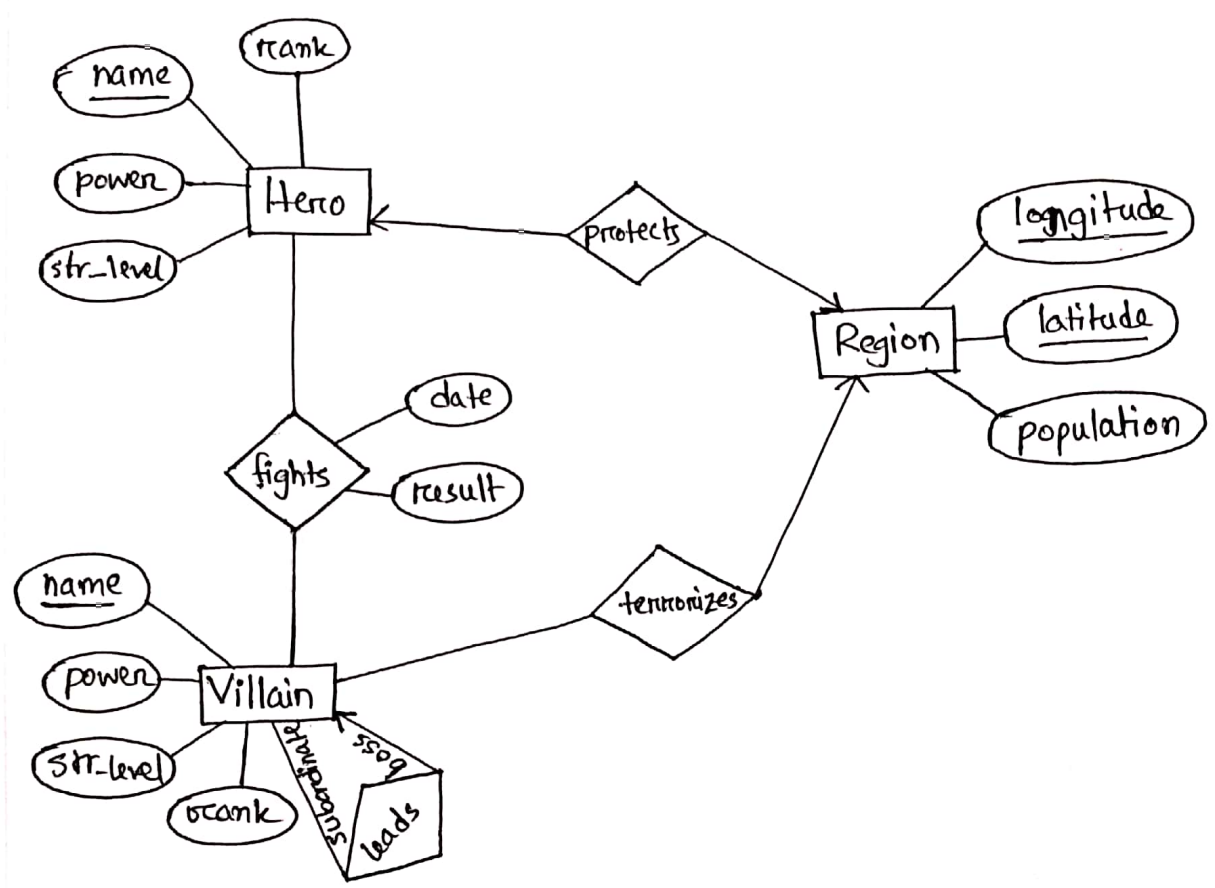 rank
name
power
Hero
str_level
protects
longitude
latitude
Region
population
date
fights
result
name
terrorizes
power
Villain
str_level
rank
subordinate
boss
leads